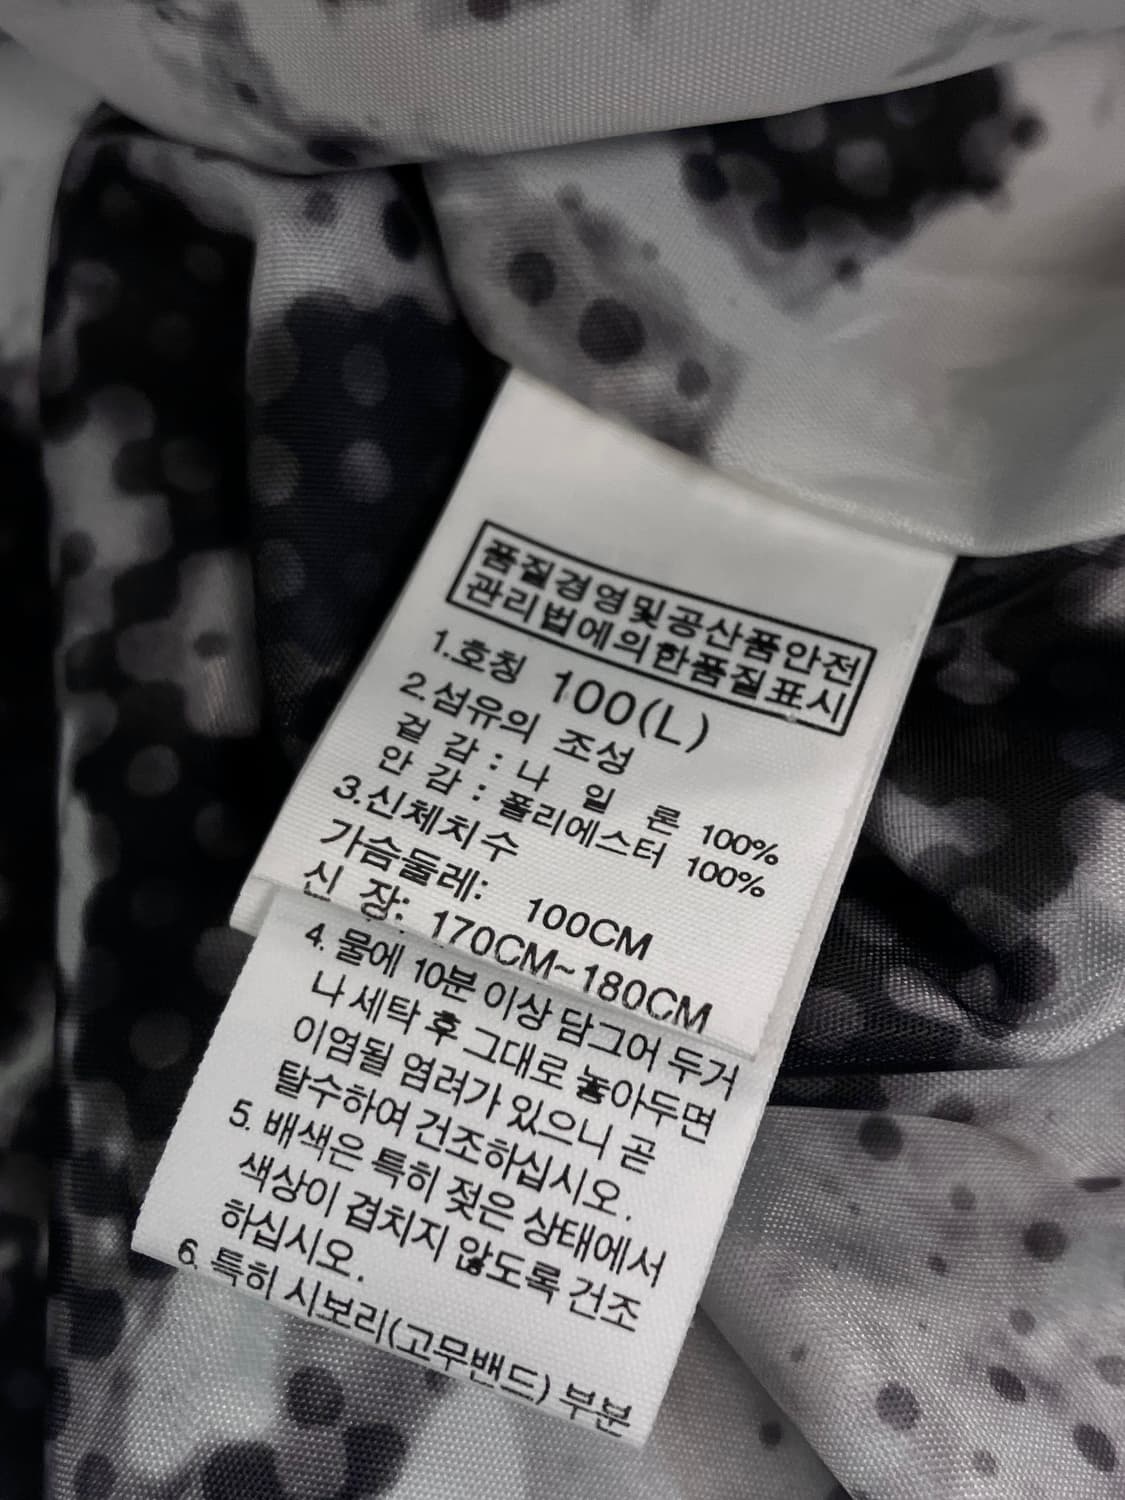 품질경영및공산품안전
관리법에의한품질표시
1.호칭 100(L)
2.섬유의 조성
겉 감 : 나 일 론 100%
안 감 : 폴리에스터 100%
3.신체치수
가슴둘레: 100CM
신 장: 170CM~180CM
4. 물에 10분 이상 담그어 두거
나 세탁 후 그대로 놓아두면
이염될 염려가 있으니 곧
탈수하여 건조하십시오.
5. 배색은 특히 젖은 상태에서
색상이 겹치지 않도록 건조
하십시오.
6. 특히 시보리(고무밴드) 부분